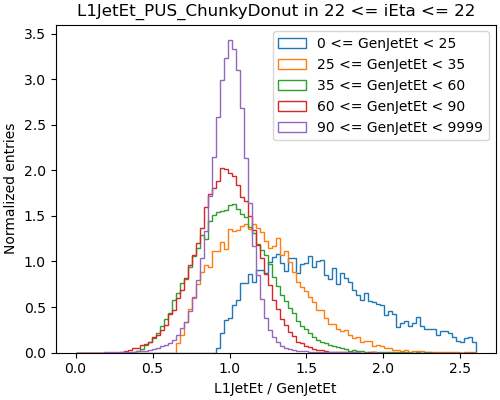 L1JetEt_PUS_ChunkyDonut in 22 <= iEta <= 22
3.5
3.0
2.5
2.0
1.5
1.0
0.5
0.0
Normalized entries
0 <= GenJetEt < 25
25 <= GenJetEt < 35
35 <= GenJetEt < 60
60 <= GenJetEt < 90
90 <= GenJetEt < 9999
0.0 0.5 1.0 1.5 2.0 2.5
L1JetEt / GenJetEt